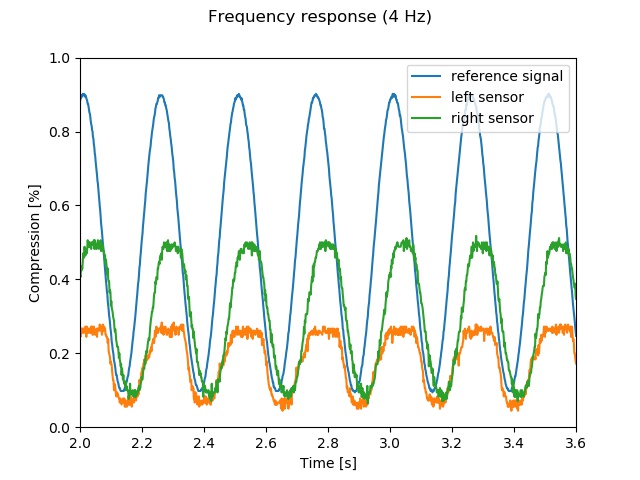 Frequency response (4 Hz)
1.0
0.8
0.6
0.4
0.2
0.0
Compression [%]
reference signal
left sensor
right sensor
2.0 2.2 2.4 2.6 2.8 3.0 3.2 3.4 3.6
Time [s]